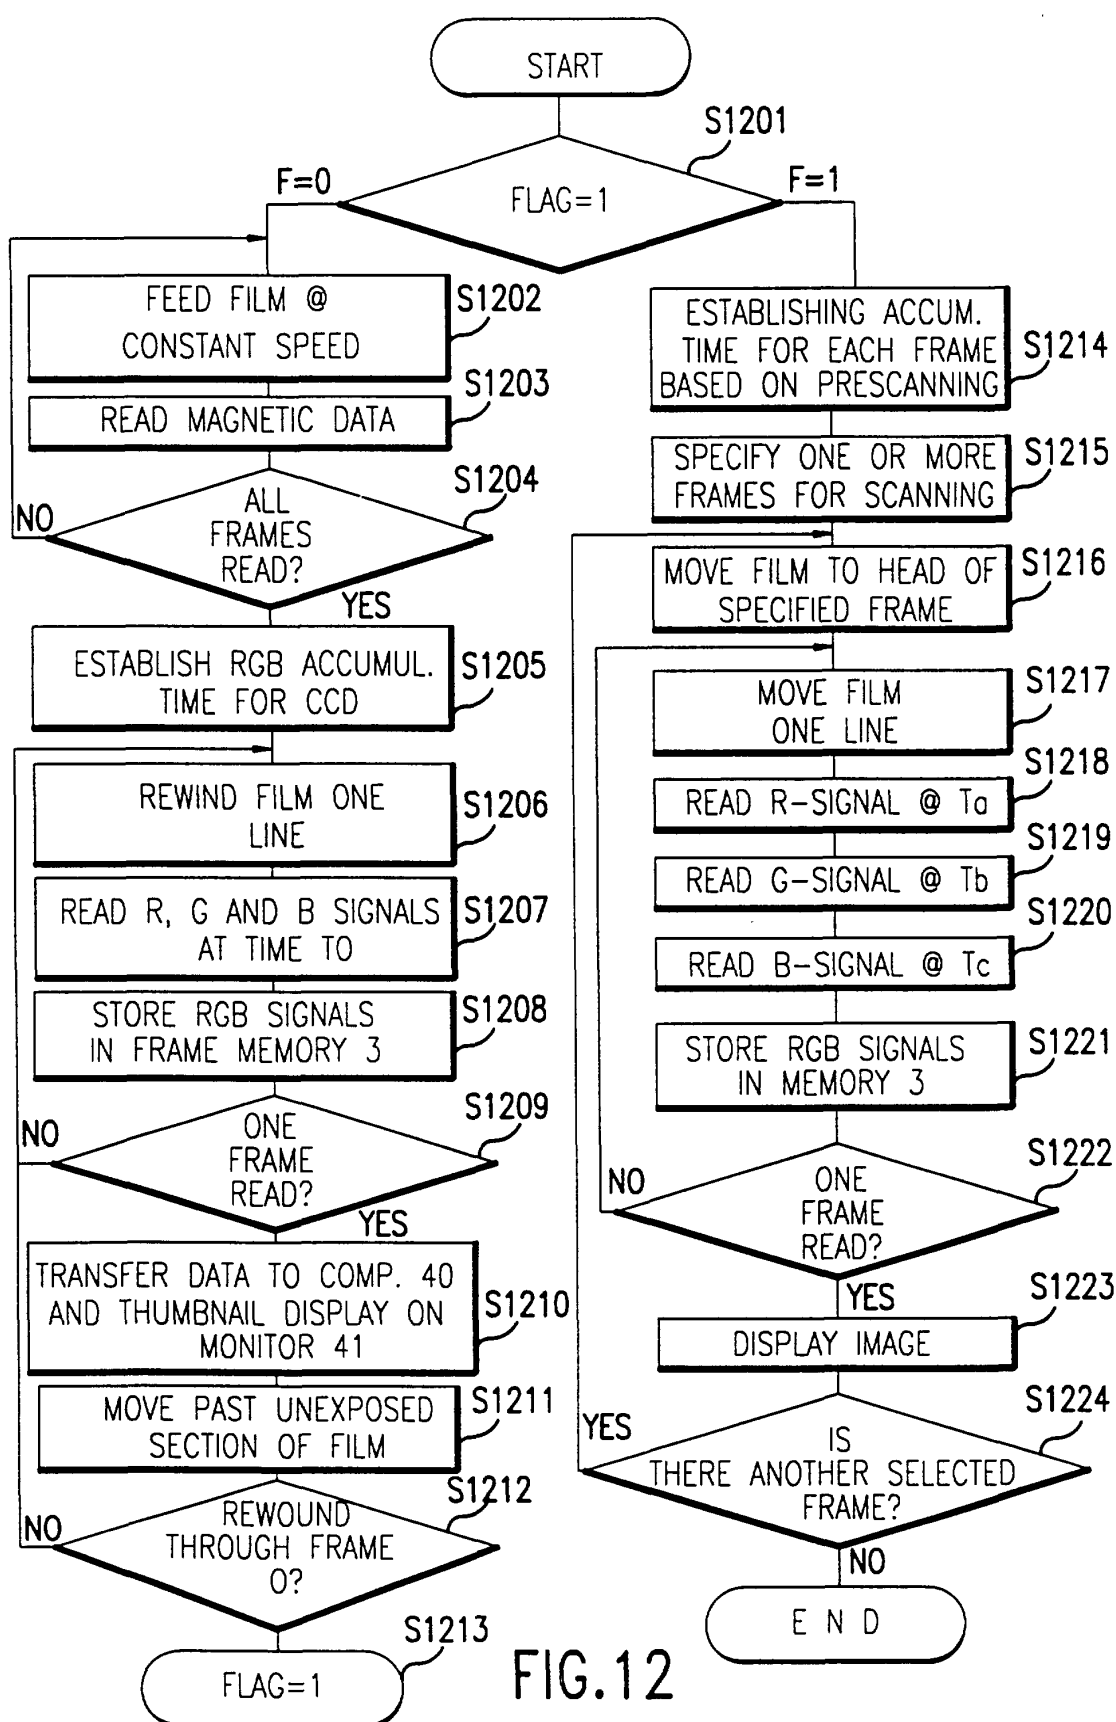 START
S1201
F=0
FLAG=1
F=1
FEED FILM @
CONSTANT SPEED
S1202
READ MAGNETIC DATA
S1203
ALL
FRAMES
READ?
S1204
NO
YES
ESTABLISH RGB ACCUMUL.
TIME FOR CCD
S1205
REWIND FILM ONE
LINE
S1206
READ R, G AND B SIGNALS
AT TIME TO
S1207
STORE RGB SIGNALS
IN FRAME MEMORY 3
S1208
ONE
FRAME
READ?
S1209
NO
YES
TRANSFER DATA TO COMP. 40
AND THUMBNAIL DISPLAY ON
MONITOR 41
S1210
MOVE PAST UNEXPOSED
SECTION OF FILM
S1211
REWOUND
THROUGH FRAME
0?
S1212
NO
FLAG=1
S1213
ESTABLISHING ACCUM.
TIME FOR EACH FRAME
BASED ON PRESCANNING
S1214
SPECIFY ONE OR MORE
FRAMES FOR SCANNING
S1215
MOVE FILM TO HEAD OF
SPECIFIED FRAME
S1216
MOVE FILM
ONE LINE
S1217
READ R-SIGNAL @ Ta
S1218
READ G-SIGNAL @ Tb
S1219
READ B-SIGNAL @ Tc
S1220
STORE RGB SIGNALS
IN MEMORY 3
S1221
ONE
FRAME
READ?
S1222
NO
YES
DISPLAY IMAGE
S1223
IS
THERE ANOTHER SELECTED
FRAME?
S1224
YES
NO
E N D
FIG.12